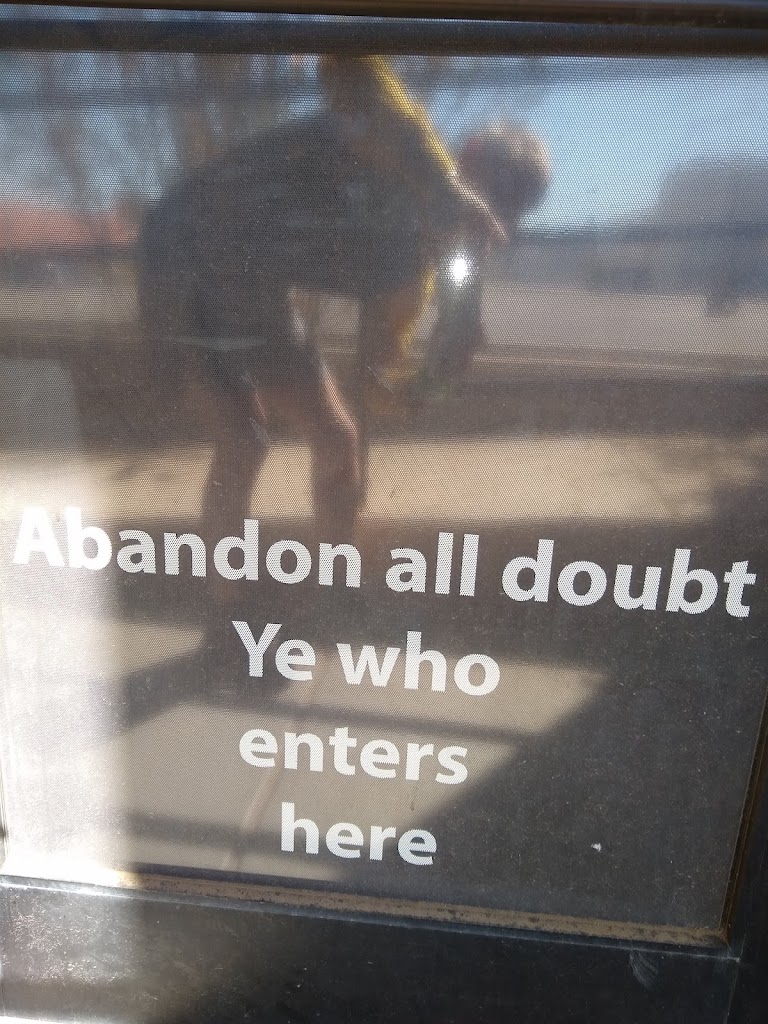 Abandon all doubt
Ye who
enters
here